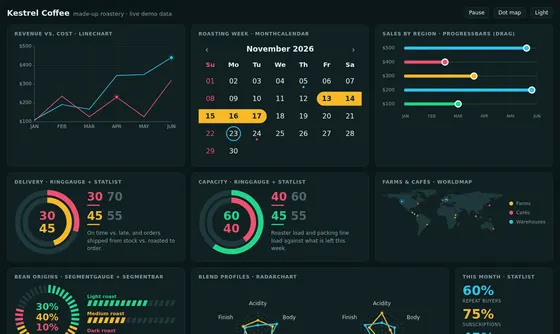 Kestrel Coffee made-up roastery · live demo data
Pause Dot map Light
REVENUE VS. COST · LINECHART
$500
$400
$300
$200
$100
JAN FEB MAR APR MAY JUN
ROASTING WEEK · MONTHCALENDAR
‹ November 2026 ›
Su Mo Tu We Th Fr Sa
01 02 03 04 05 06 07
08 09 10 11 12 13 14
15 16 17 18 19 20 21
22 23 24 25 26 27 28
29 30
SALES BY REGION · PROGRESSBARS (DRAG)
$500
$400
$300
$200
$100
JAN FEB MAR APR MAY JUN
DELIVERY · RINGGAUGE + STATLIST
30
45
30 70
45 55
On time vs. late, and orders
shipped from stock vs. roasted to
order.
CAPACITY · RINGGAUGE + STATLIST
60
40
40 60
45 55
Roaster load and packing line
load against what is left this
week.
FARMS & CAFÉS · WORLDMAP
Farms
Cafés
Warehouses
BEAN ORIGINS · SEGMENTGAUGE + SEGMENTBAR
30%
40%
10%
Light roast
Medium roast
Dark roast
BLEND PROFILES · RADARCHART
Acidity
Finish Body
Acidity
Finish Body
THIS MONTH · STATLIST
60%
REPEAT BUYERS
75%
SUBSCRIPTIONS